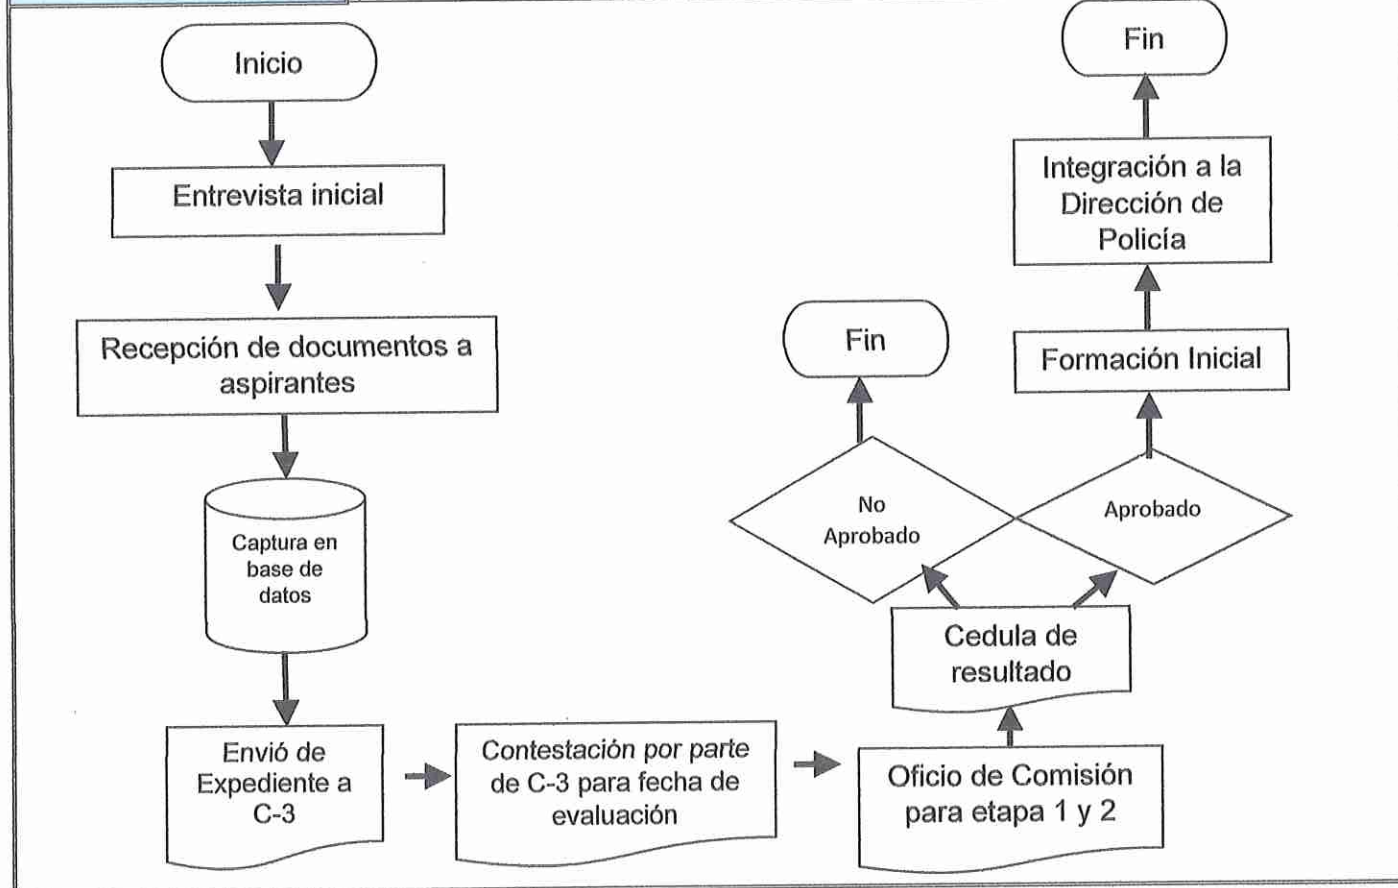 Inicio
Entrevista inicial
Recepción de documentos a
aspirantes
Captura en
base de
datos
Envió de
Expediente a
C-3
Contestación por parte
de C-3 para fecha de
evaluación
Oficio de Comisión
para etapa 1 y 2
Cedula de
resultado
No
Aprobado
Fin
Aprobado
Formación Inicial
Integración a la
Dirección de
Policía
Fin